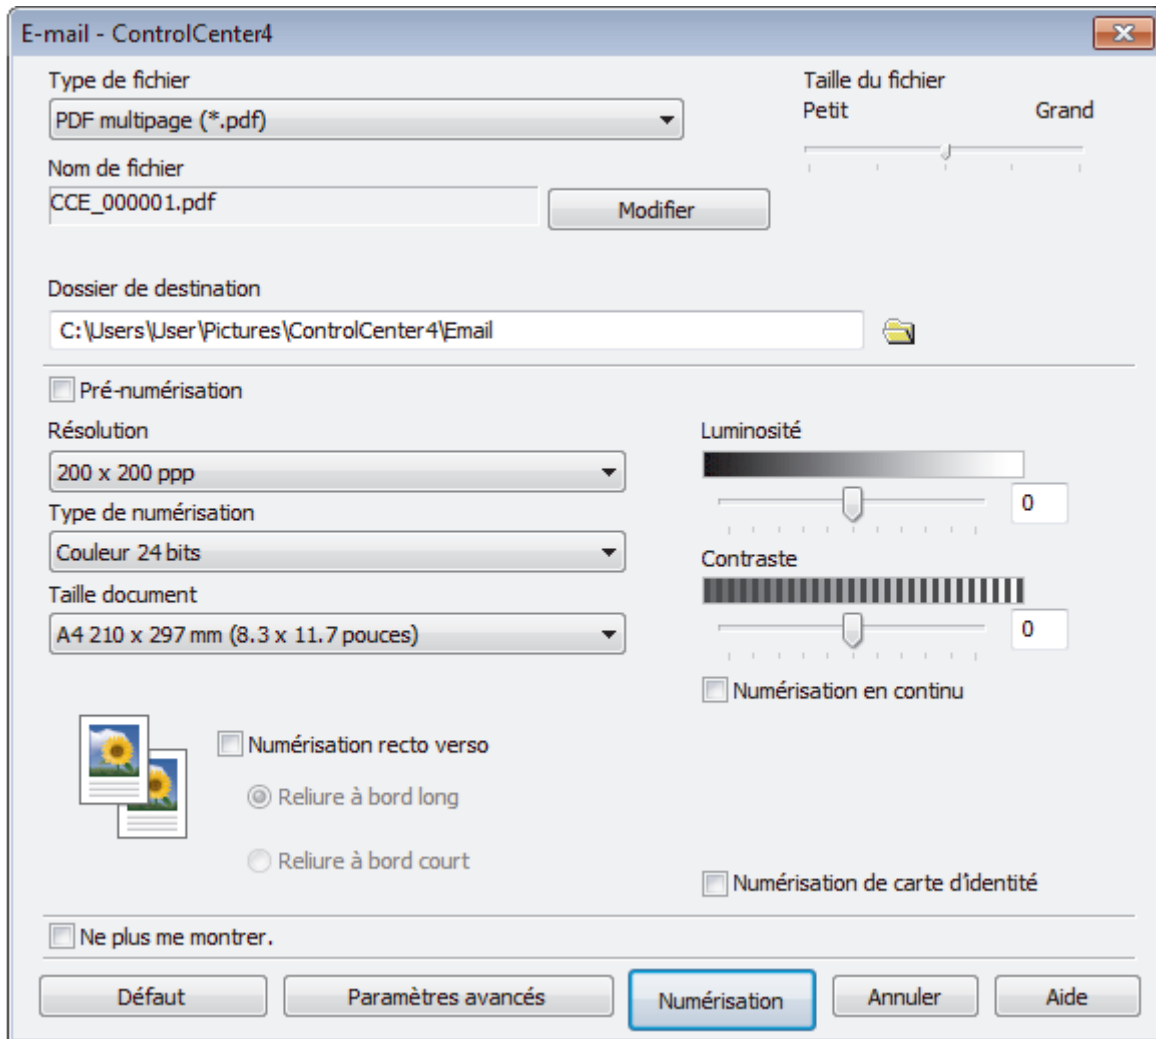 E-mail - ControlCenter4
Type de fichier
PDF multipage (*.pdf)
Taille du fichier
Petit Grand
Nom de fichier
CCE_000001.pdf
Modifier
Dossier de destination
C:\Users\User\Pictures\ControlCenter4\Email
Pré-numérisation
Résolution
200 x 200 ppp
Type de numérisation
Couleur 24 bits
Taille document
A4 210 x 297 mm (8.3 x 11.7 pouces)
Luminosité
0
Contraste
0
Numérisation en continu
Numérisation recto verso
Reliure à bord long
Reliure à bord court
Numérisation de carte d'identité
Ne plus me montrer.
Défaut Paramètres avancés Numérisation Annuler Aide